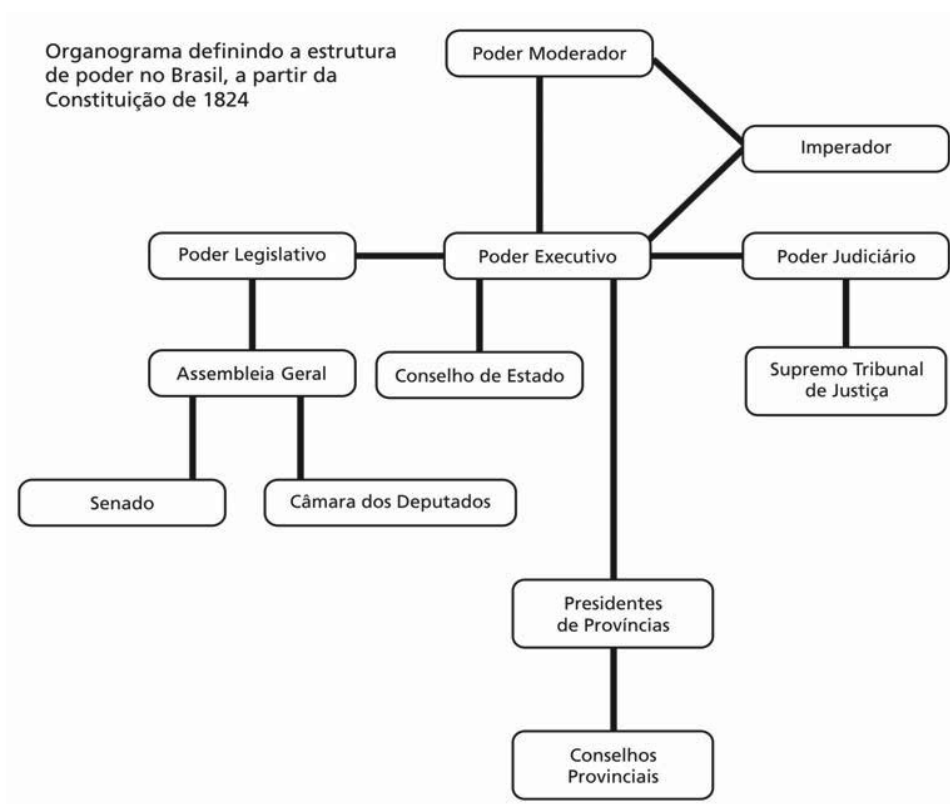 Organograma definindo a estrutura
de poder no Brasil, a partir da
Constituição de 1824
Poder Moderador
Imperador
Poder Legislativo
Poder Executivo
Poder Judiciário
Assembleia Geral
Conselho de Estado
Supremo Tribunal
de Justiça
Senado
Câmara dos Deputados
Presidentes
de Províncias
Conselhos
Provinciais